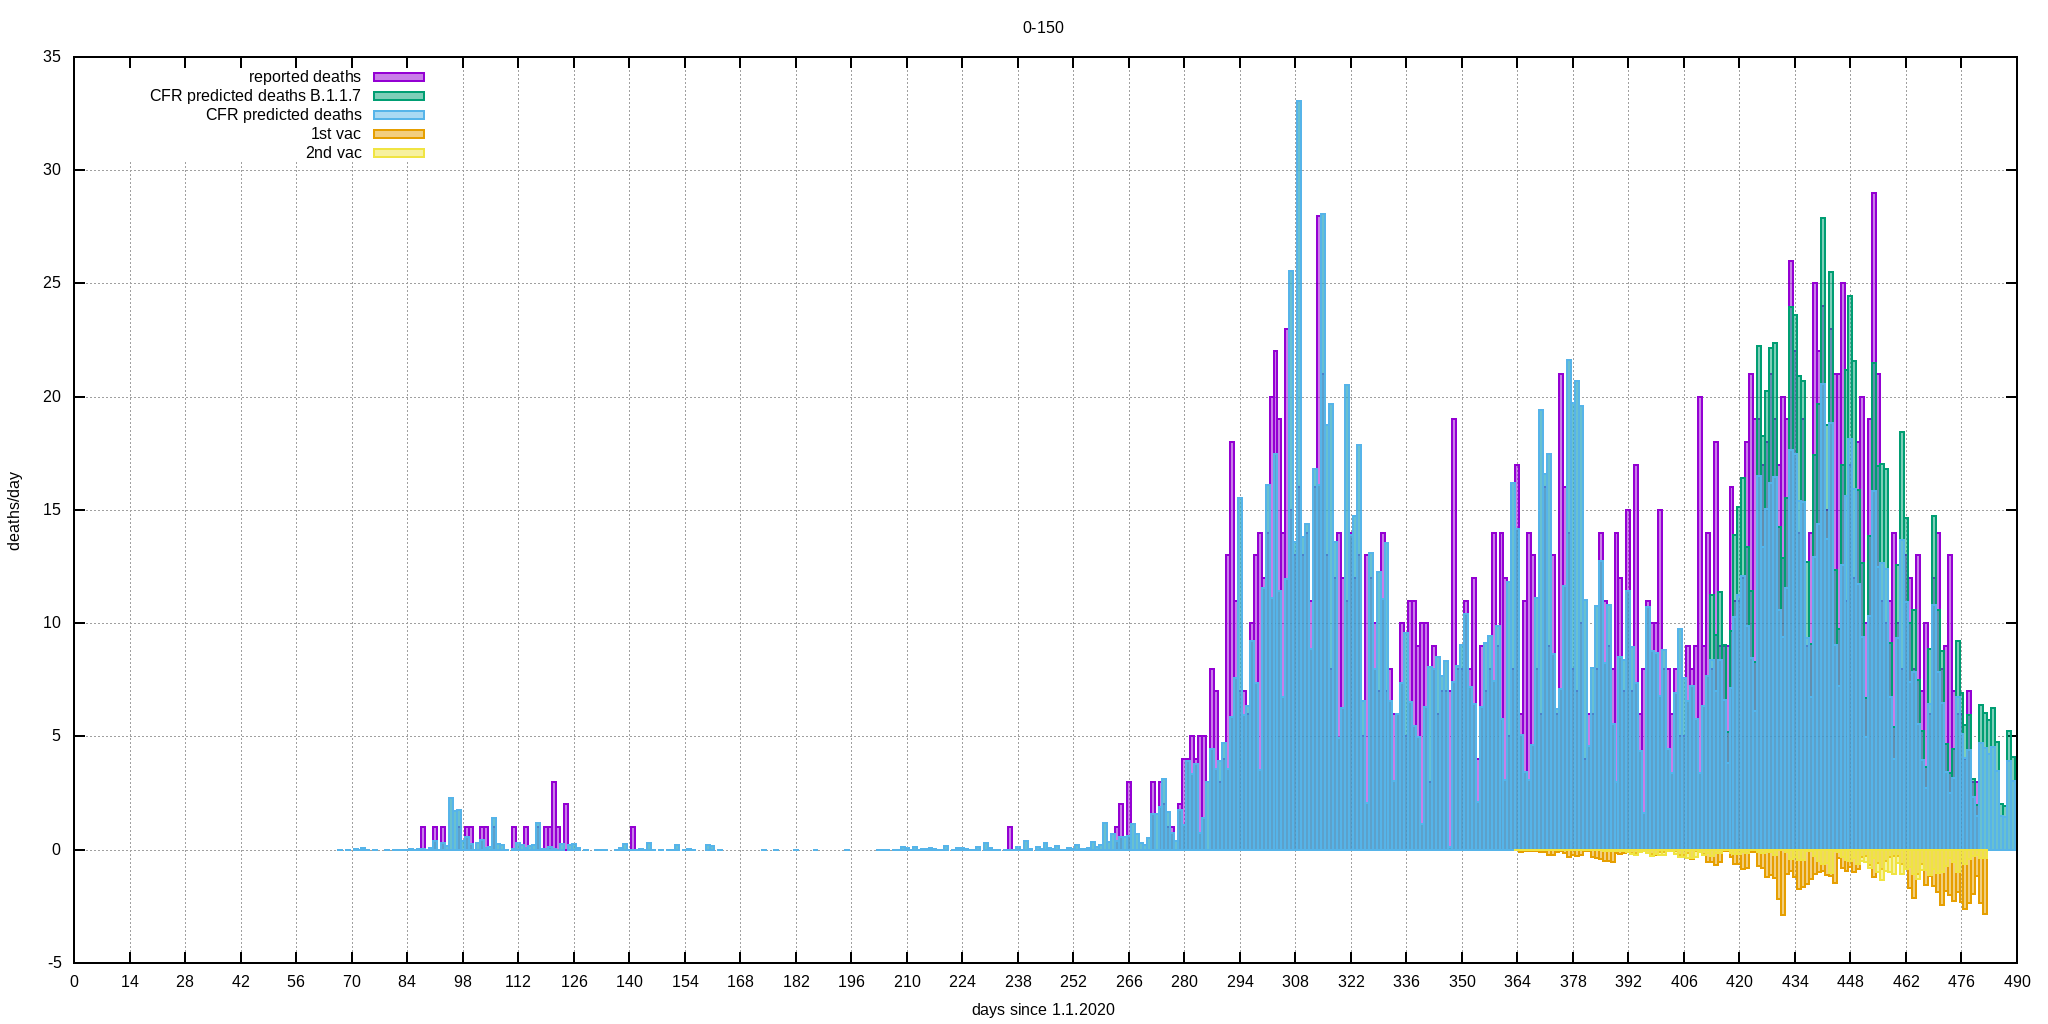 0-150
35
30
25
20
15
10
5
0
-5
deaths/day
reported deaths
CFR predicted deaths B.1.1.7
CFR predicted deaths
1st vac
2nd vac
0 14 28 42 56 70 84 98 112 126 140 154 168 182 196 210 224 238 252 266 280 294 308 322 336 350 364 378 392 406 420 434 448 462 476 490
days since 1.1.2020